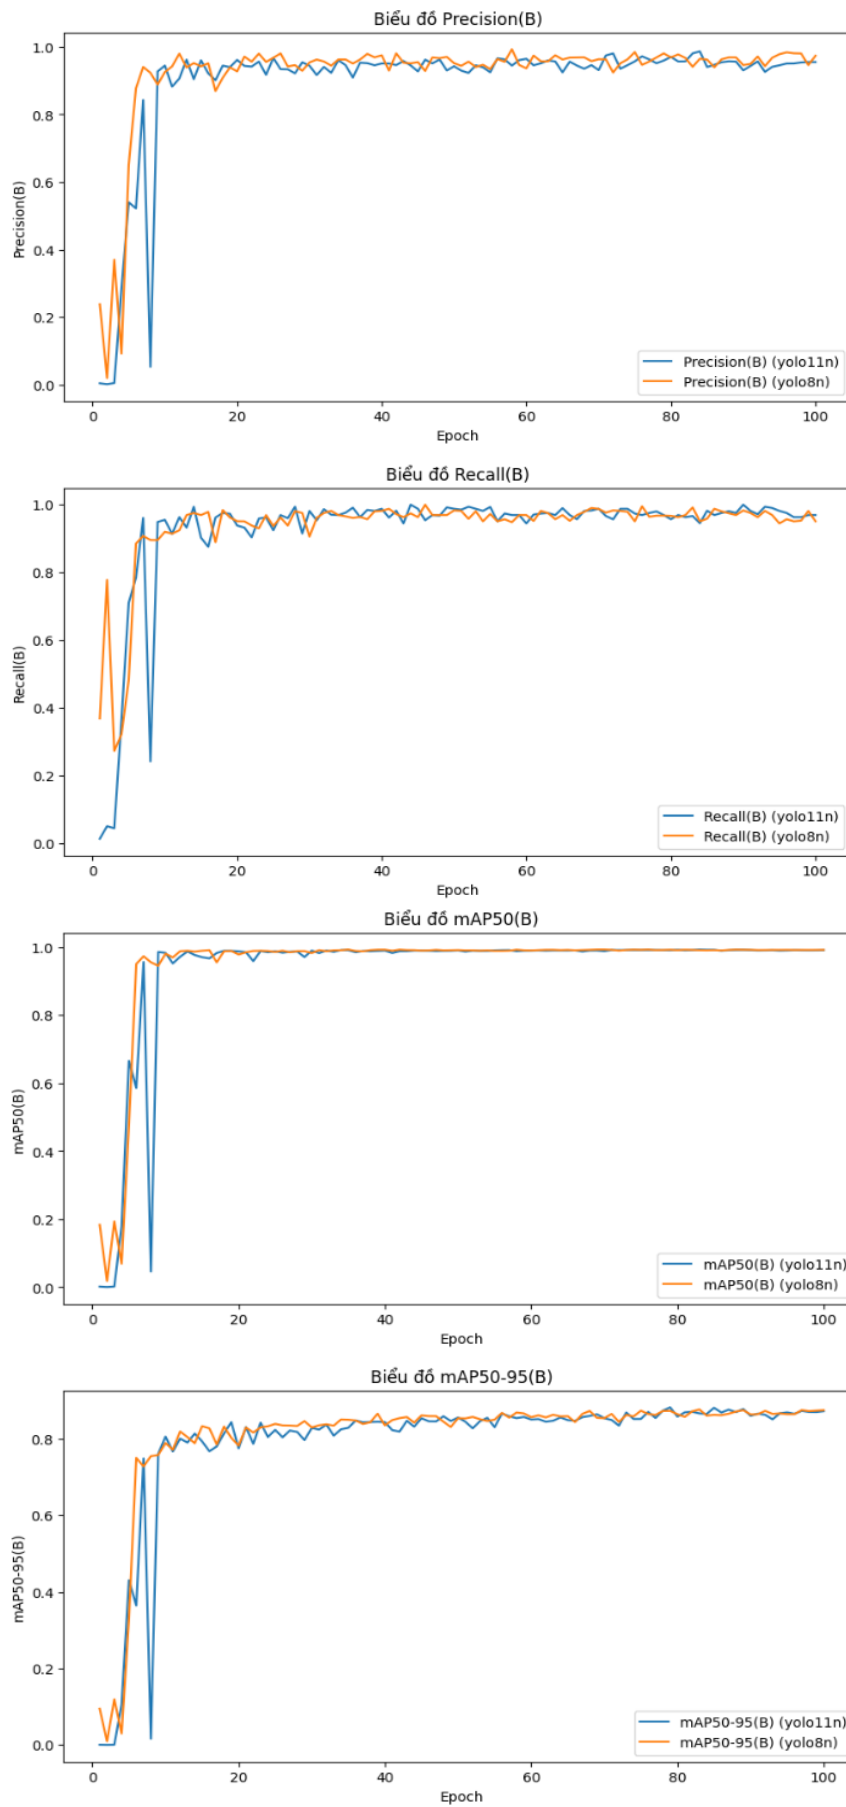 Biểu đồ Precision(B)
1.0
0.8
0.6
0.4
0.2
0.0
Precision(B)
Precision(B) (yolo11n)
Precision(B) (yolo8n)
0 20 40 60 80 100
Epoch
Biểu đồ Recall(B)
1.0
0.8
0.6
0.4
0.2
0.0
Recall(B)
Recall(B) (yolo11n)
Recall(B) (yolo8n)
0 20 40 60 80 100
Epoch
Biểu đồ mAP50(B)
1.0
0.8
0.6
0.4
0.2
0.0
mAP50(B)
mAP50(B) (yolo11n)
mAP50(B) (yolo8n)
0 20 40 60 80 100
Epoch
Biểu đồ mAP50-95(B)
0.8
0.6
0.4
0.2
0.0
mAP50-95(B)
mAP50-95(B) (yolo11n)
mAP50-95(B) (yolo8n)
0 20 40 60 80 100
Epoch